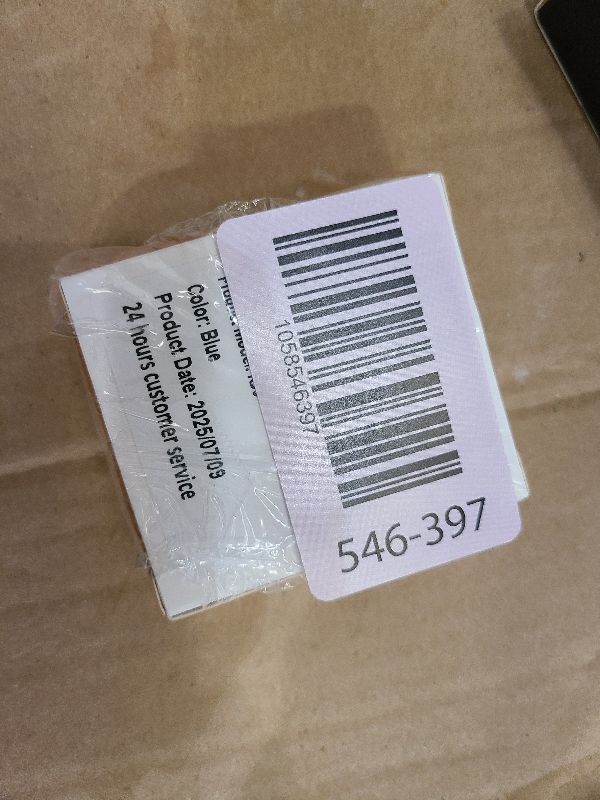 Color: Blue
Product Date: 2025/07/09
24 hours customer service
1058546397
546-397